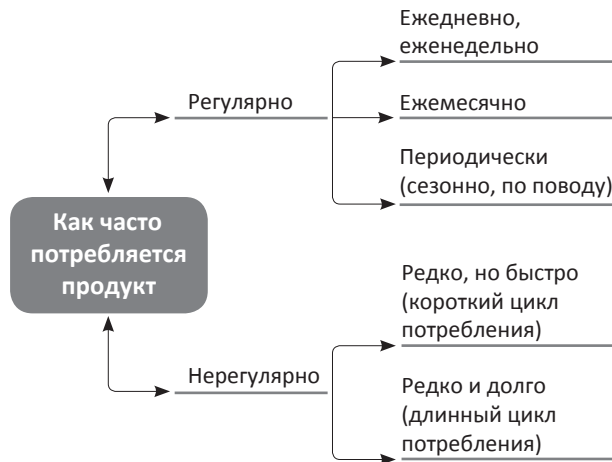 Ежедневно,
еженедельно
Регулярно
Ежемесячно
Периодически
(сезонно, по поводу)
Как часто
потребляется
продукт
Редко, но быстро
(короткий цикл
потребления)
Нерегулярно
Редко и долго
(длинный цикл
потребления)